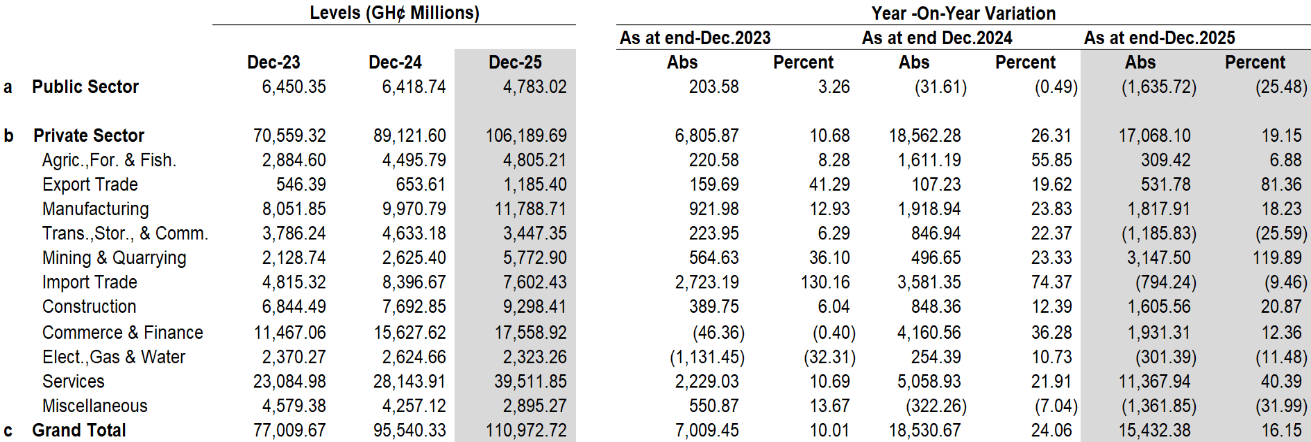 Levels (GH₵ Millions) Year -On-Year Variation
As at end-Dec.2023 As at end Dec.2024 As at end-Dec.2025
Dec-23 Dec-24 Dec-25 Abs Percent Abs Percent Abs Percent
a Public Sector 6,450.35 6,418.74 4,783.02 203.58 3.26 (31.61) (0.49) (1,635.72) (25.48)
b Private Sector 70,559.32 89,121.60 106,189.69 6,805.87 10.68 18,562.28 26.31 17,068.10 19.15
Agric.,For. & Fish. 2,884.60 4,495.79 4,805.21 220.58 8.28 1,611.19 55.85 309.42 6.88
Export Trade 546.39 653.61 1,185.40 159.69 41.29 107.23 19.62 531.78 81.36
Manufacturing 8,051.85 9,970.79 11,788.71 921.98 12.93 1,918.94 23.83 1,817.91 18.23
Trans.,Stor., & Comm. 3,786.24 4,633.18 3,447.35 223.95 6.29 846.94 22.37 (1,185.83) (25.59)
Mining & Quarrying 2,128.74 2,625.40 5,772.90 564.63 36.10 496.65 23.33 3,147.50 119.89
Import Trade 4,815.32 8,396.67 7,602.43 2,723.19 130.16 3,581.35 74.37 (794.24) (9.46)
Construction 6,844.49 7,692.85 9,298.41 389.75 6.04 848.36 12.39 1,605.56 20.87
Commerce & Finance 11,467.06 15,627.62 17,558.92 (46.36) (0.40) 4,160.56 36.28 1,931.31 12.36
Elect.,Gas & Water 2,370.27 2,624.66 2,323.26 (1,131.45) (32.31) 254.39 10.73 (301.39) (11.48)
Services 23,084.98 28,143.91 39,511.85 2,229.03 10.69 5,058.93 21.91 11,367.94 40.39
Miscellaneous 4,579.38 4,257.12 2,895.27 550.87 13.67 (322.26) (7.04) (1,361.85) (31.99)
c Grand Total 77,009.67 95,540.33 110,972.72 7,009.45 10.01 18,530.67 24.06 15,432.38 16.15